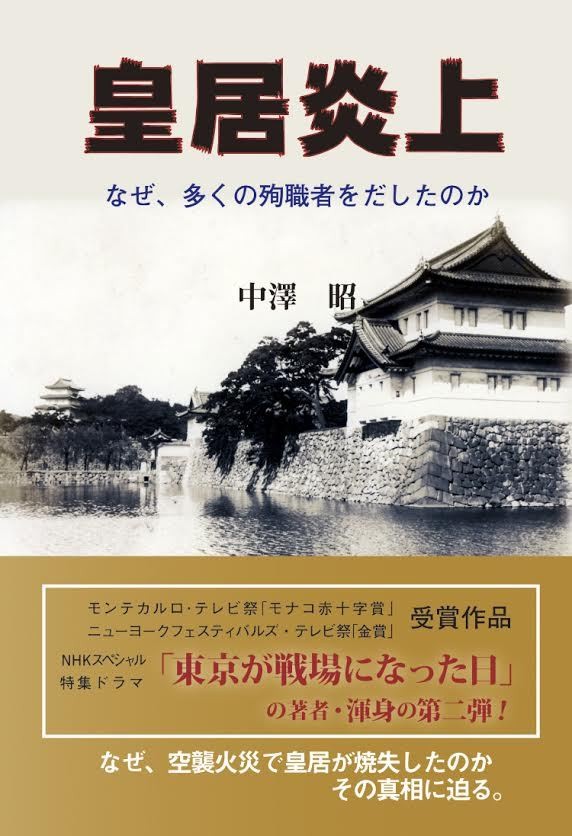 皇居炎上
なぜ、多くの殉職者をだしたのか
中澤 昭
モンテカルロ・テレビ祭「モナコ赤十字賞」
ニューヨークフェスティバルズ・テレビ祭「金賞」
受賞作品
NHKスペシャル
特集ドラマ
「東京が戦場になった日」
の著者・渾身の第二弾！
なぜ、空襲火災で皇居が焼失したのか
その真相に迫る。